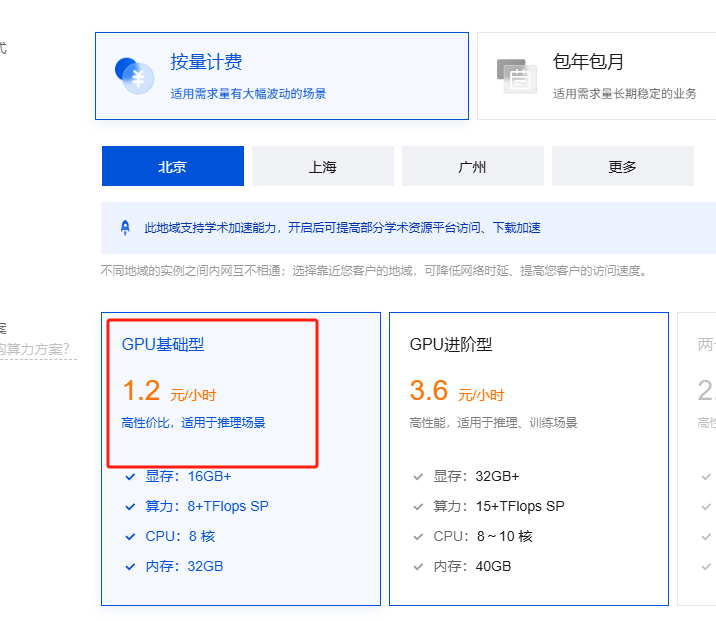 式
按量计费
适用需求量有大幅波动的场景
包年包月
适用需求量长期稳定的业务
北京
上海
广州
更多
此地域支持学术加速能力，开启后可提高部分学术资源平台访问、下载加速
不同地域的实例之间内网互不相通；选择靠近您客户的地域，可降低网络时延、提高您客户的访问速度。
案
购算力方案？
GPU基础型
1.2 元/小时
高性价比，适用于推理场景
显存：16GB+
算力：8+TFlops SP
CPU：8 核
内存：32GB
GPU进阶型
3.6 元/小时
高性能，适用于推理、训练场景
显存：32GB+
算力：15+TFlops SP
CPU：8～10 核
内存：40GB
两
2.
高性